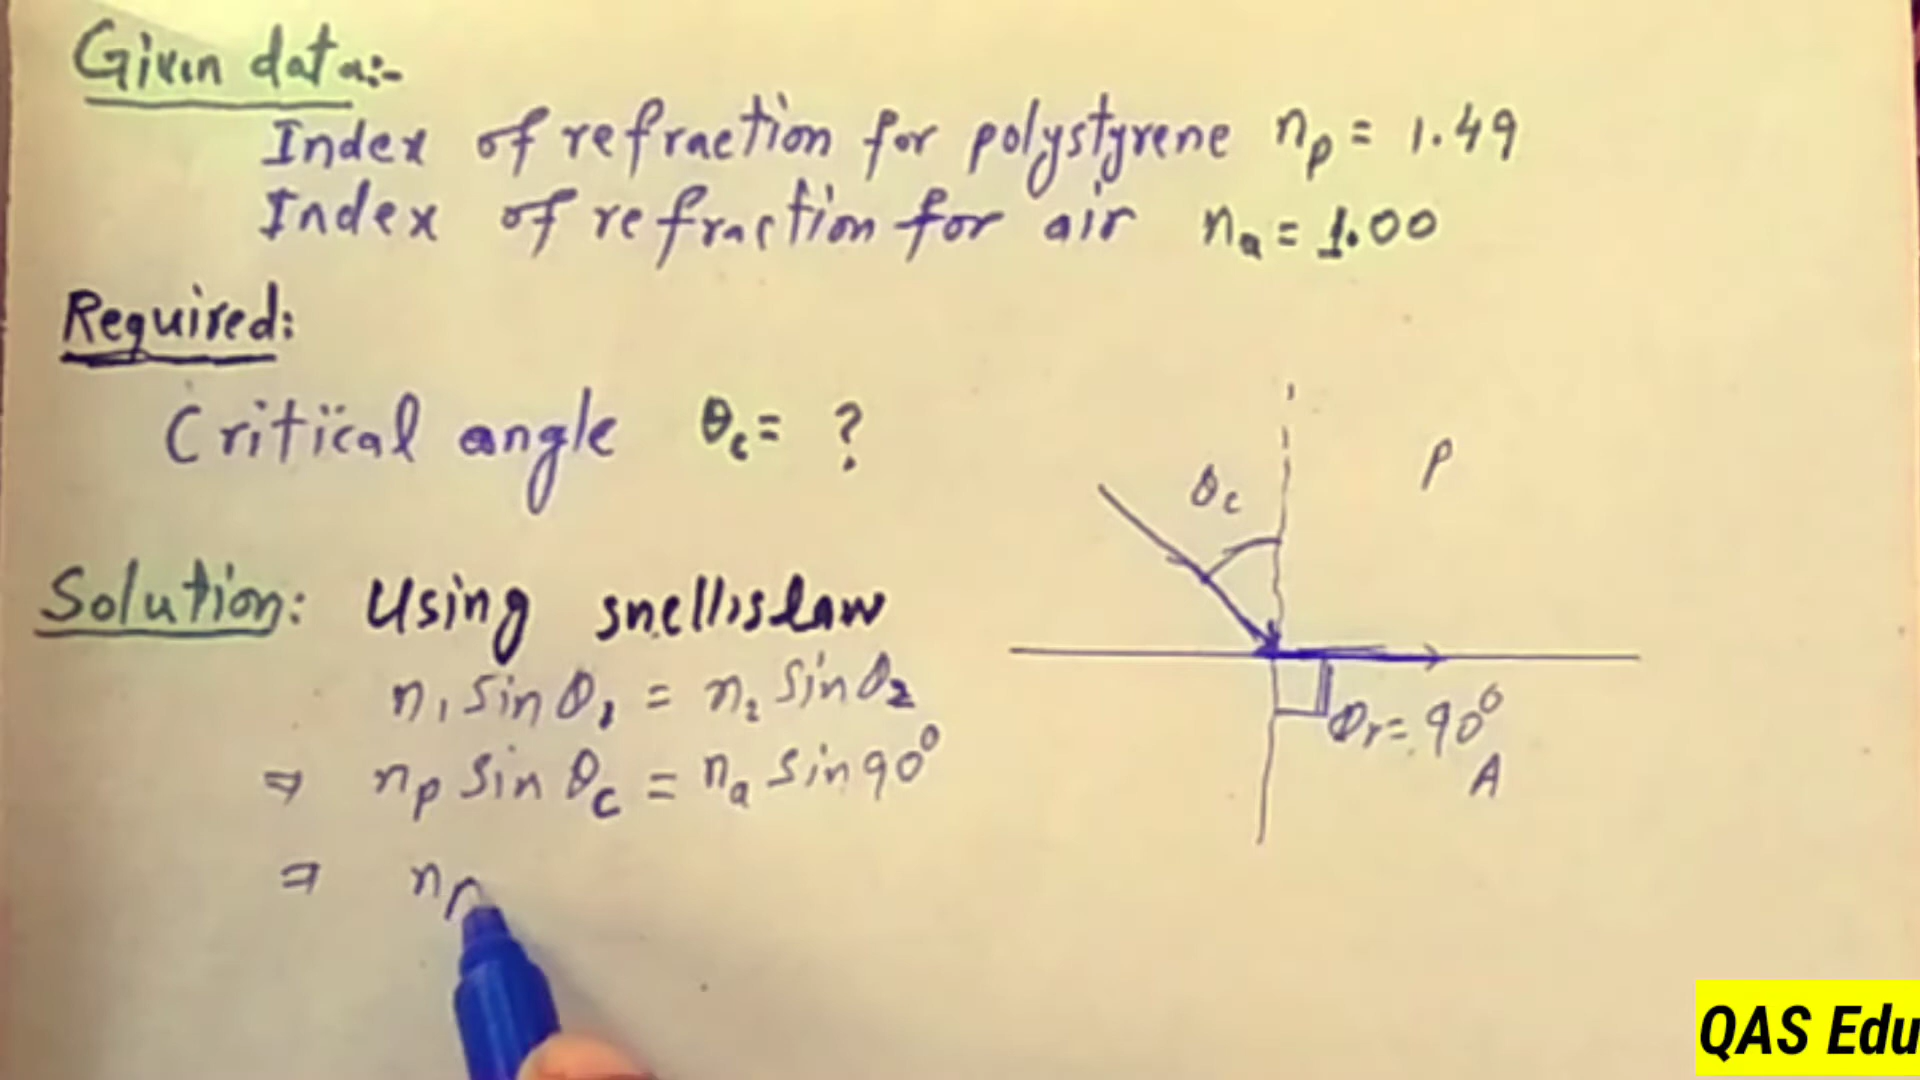 Given data:-
Index of refraction for polystyrene np = 1.49
Index of refraction for air na = 1.00
Required:
Critical angle θc = ?
θc
P
Solution: Using snell's law
n1 sin θ1 = n2 sin θ2
θr = 90°
⇒ np sin θc = na sin 90°
A
⇒ np
QAS Edu